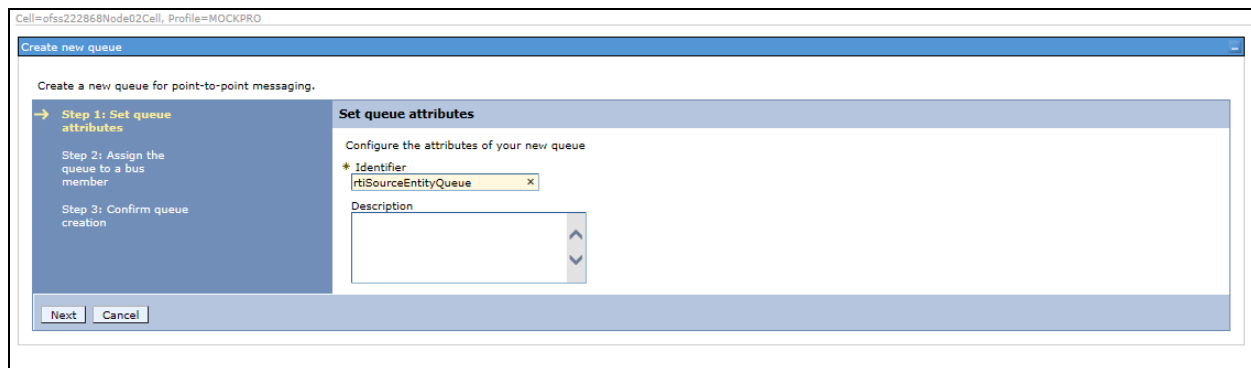 Cell=ofss222868Node02Cell, Profile=MOCKPRO
Create new queue
Create a new queue for point-to-point messaging.
Step 1: Set queue
attributes
Step 2: Assign the
queue to a bus
member
Step 3: Confirm queue
creation
Set queue attributes
Configure the attributes of your new queue
* Identifier
rtiSourceEntityQueue
Description
Next Cancel